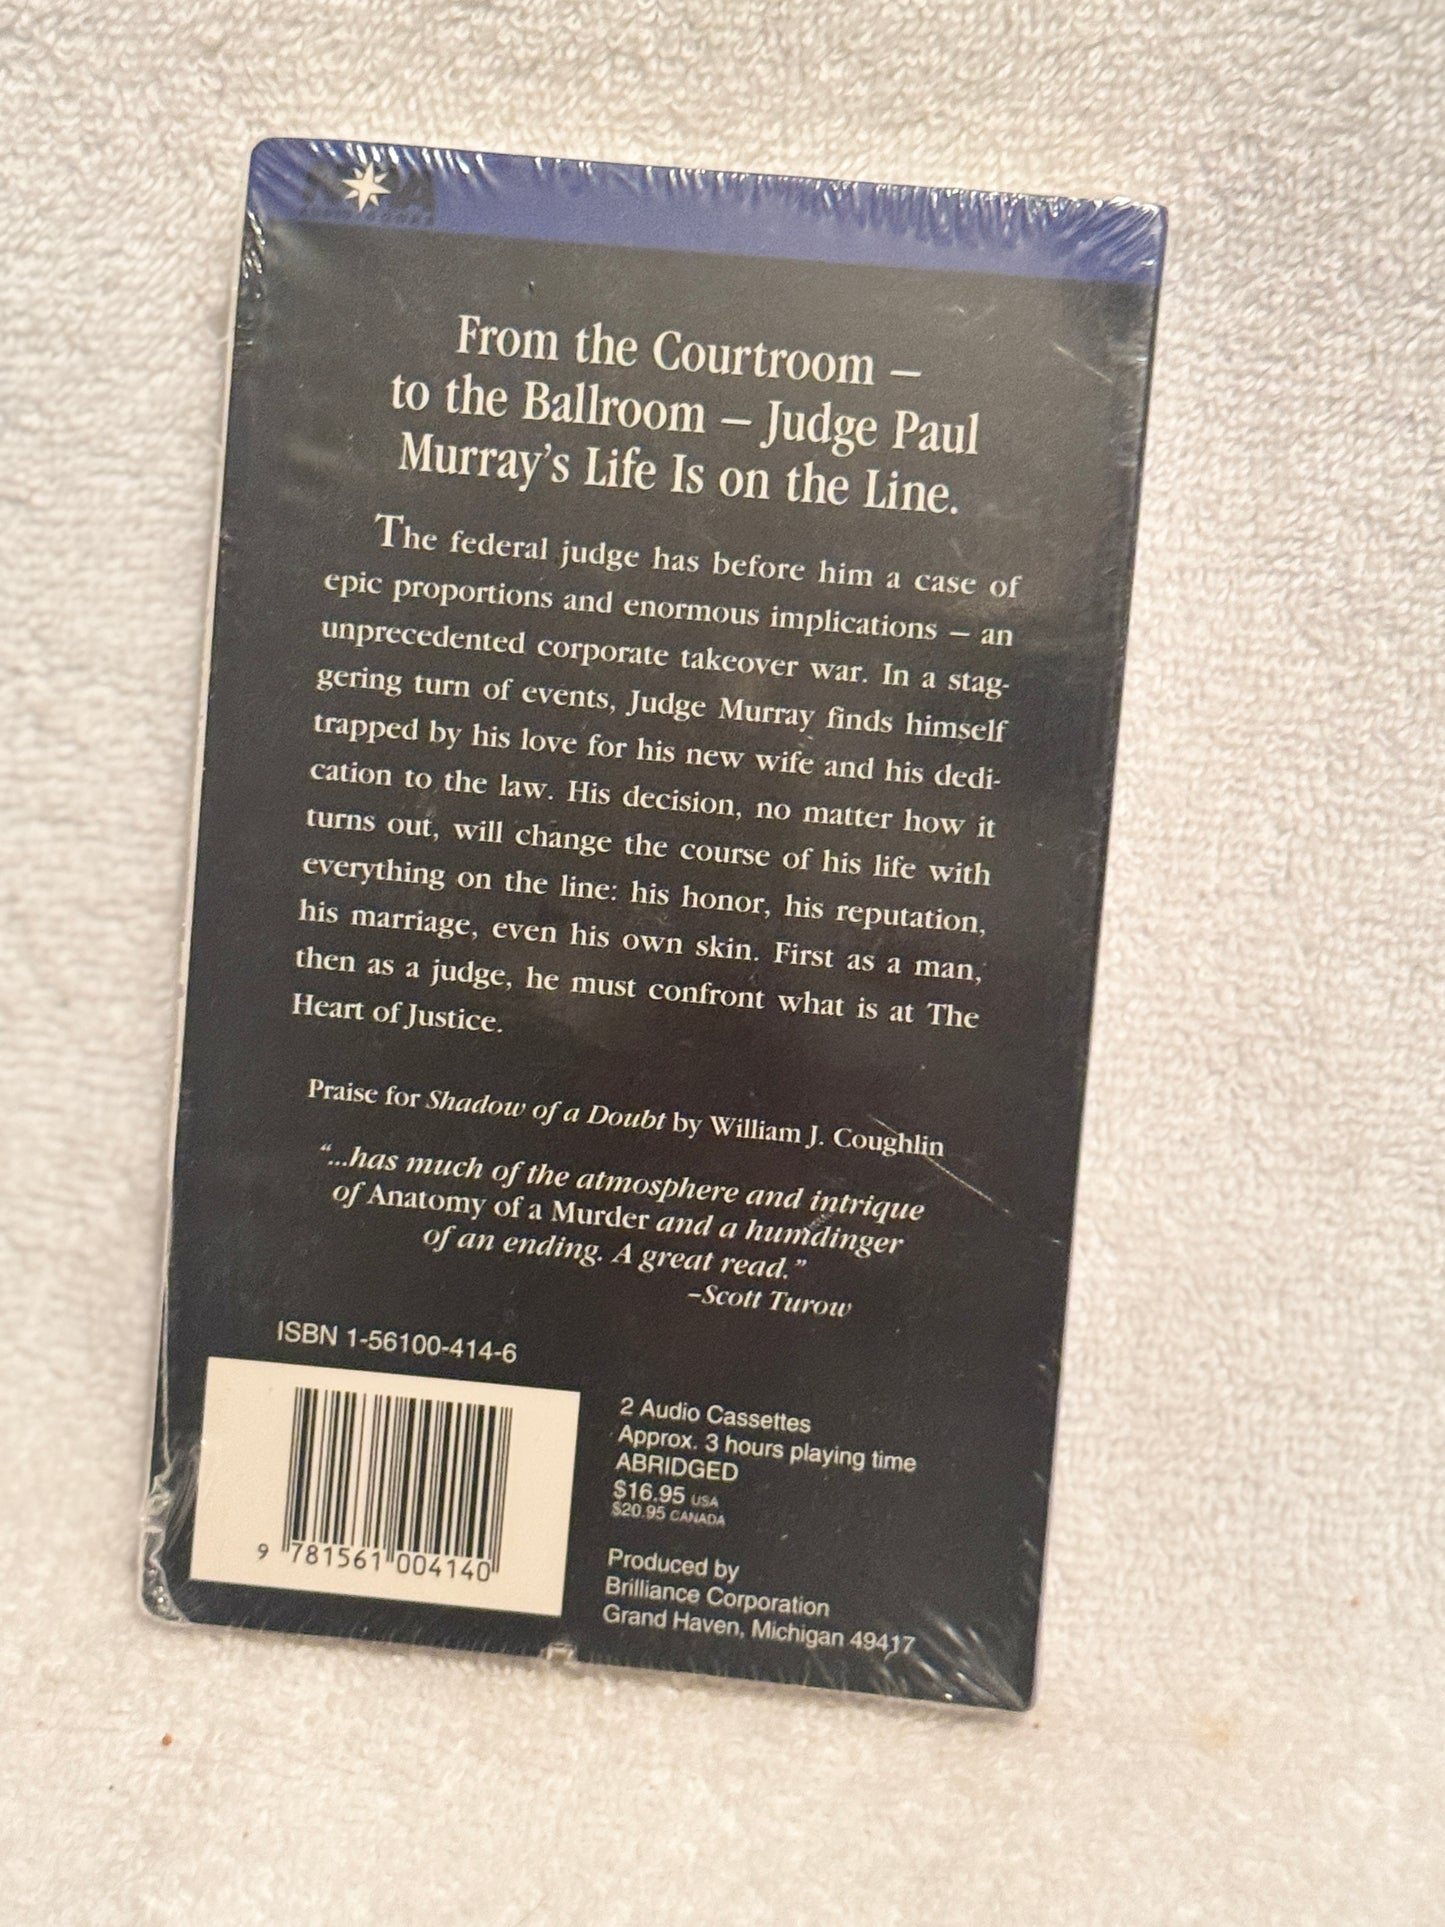 NOVA
AUDIOBOOKS
From the Courtroom –
to the Ballroom – Judge Paul
Murray's Life Is on the Line.
The federal judge has before him a case of
epic proportions and enormous implications – an
unprecedented corporate takeover war. In a stag-
gering turn of events, Judge Murray finds himself
trapped by his love for his new wife and his dedi-
cation to the law. His decision, no matter how it
turns out, will change the course of his life with
everything on the line: his honor, his reputation,
his marriage, even his own skin. First as a man,
then as a judge, he must confront what is at The
Heart of Justice.
Praise for Shadow of a Doubt by William J. Coughlin
"...has much of the atmosphere and intrique
of Anatomy of a Murder and a humdinger
of an ending. A great read."
–Scott Turow
ISBN 1-56100-414-6
9 781561 004140
2 Audio Cassettes
Approx. 3 hours playing time
ABRIDGED
$16.95 USA
$20.95 CANADA
Produced by
Brilliance Corporation
Grand Haven, Michigan 49417